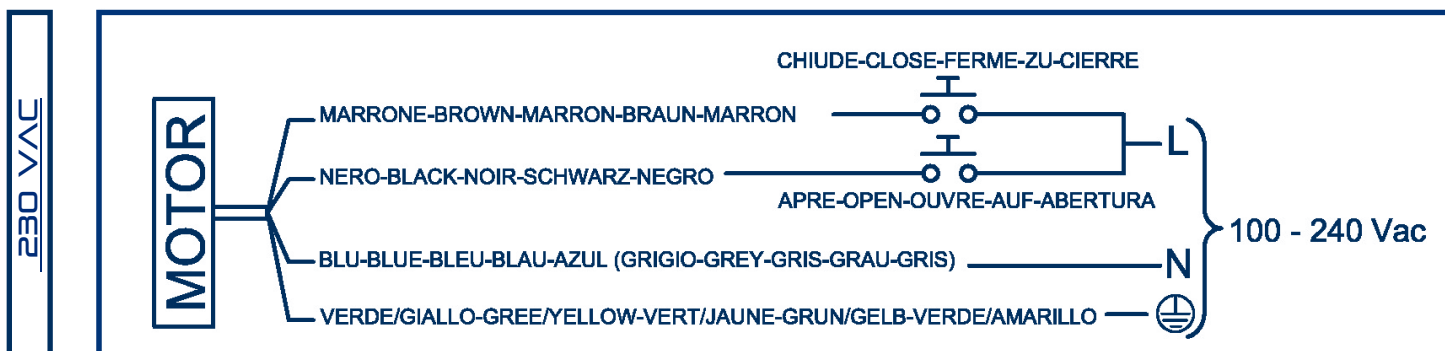 230 VAC
MOTOR
CHIUDE-CLOSE-FERME-ZU-CIERRE
MARRONE-BROWN-MARRON-BRAUN-MARRON
L
NERO-BLACK-NOIR-SCHWARZ-NEGRO
APRE-OPEN-OUVRE-AUF-ABERTURA
100 - 240 Vac
BLU-BLUE-BLEU-BLAU-AZUL (GRIGIO-GREY-GRIS-GRAU-GRIS)
N
VERDE/GIALLO-GREE/YELLOW-VERT/JAUNE-GRUN/GELB-VERDE/AMARILLO